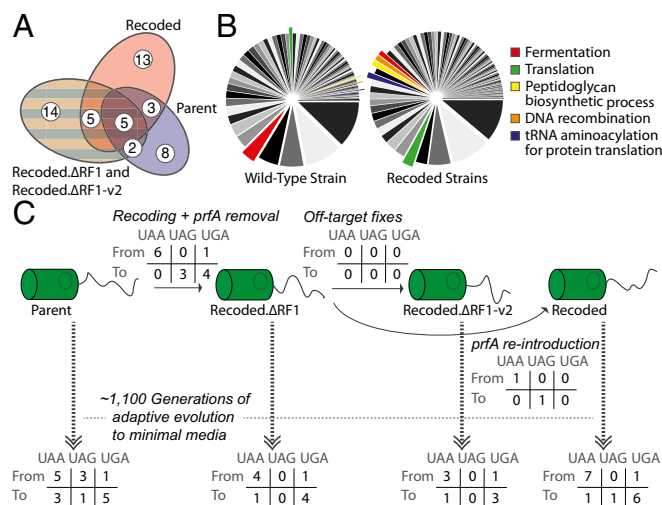 A
Recoded
13
3
Parent
14
5
5
2
8
Recoded.ΔRF1 and
Recoded.ΔRF1-v2
B
Wild-Type Strain
Recoded Strains
Fermentation
Translation
Peptidoglycan
biosynthetic process
DNA recombination
tRNA aminoacylation
for protein translation
C
Recoding + prfA removal
UAA UAG UGA
From 6 0 1
To 0 3 4
Off-target fixes
UAA UAG UGA
From 0 0 0
To 0 0 0
Parent
Recoded.ΔRF1
Recoded.ΔRF1-v2
Recoded
prfA re-introduction
UAA UAG UGA
From 1 0 0
To 0 1 0
~1,100 Generations of
adaptive evolution
to minimal media
UAA UAG UGA
From 5 3 1
To 3 1 5
UAA UAG UGA
From 4 0 1
To 1 0 4
UAA UAG UGA
From 3 0 1
To 1 0 3
UAA UAG UGA
From 7 0 1
To 1 1 6